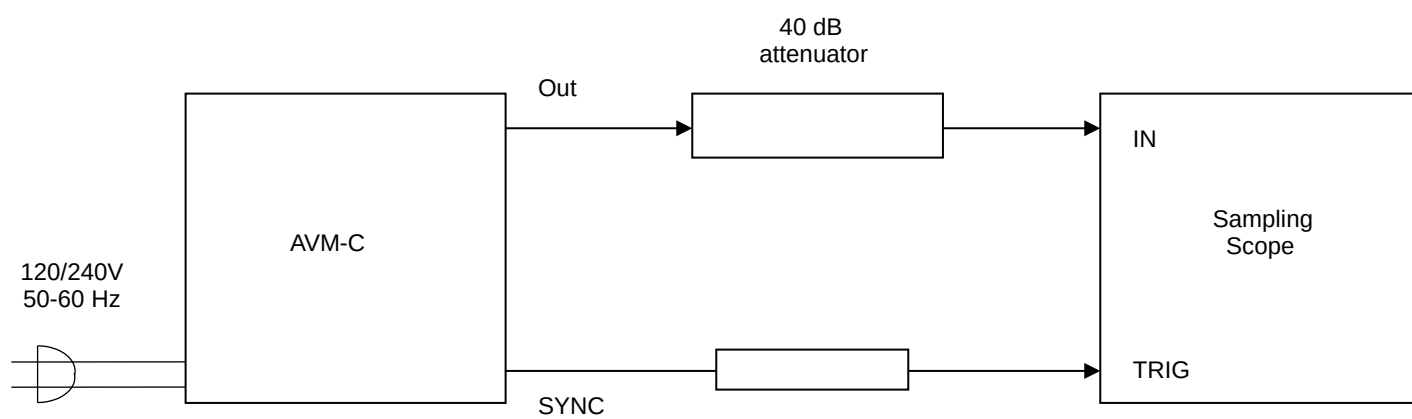 40 dB
attenuator
Out
IN
Sampling
Scope
AVM-C
120/240V
50-60 Hz
TRIG
SYNC